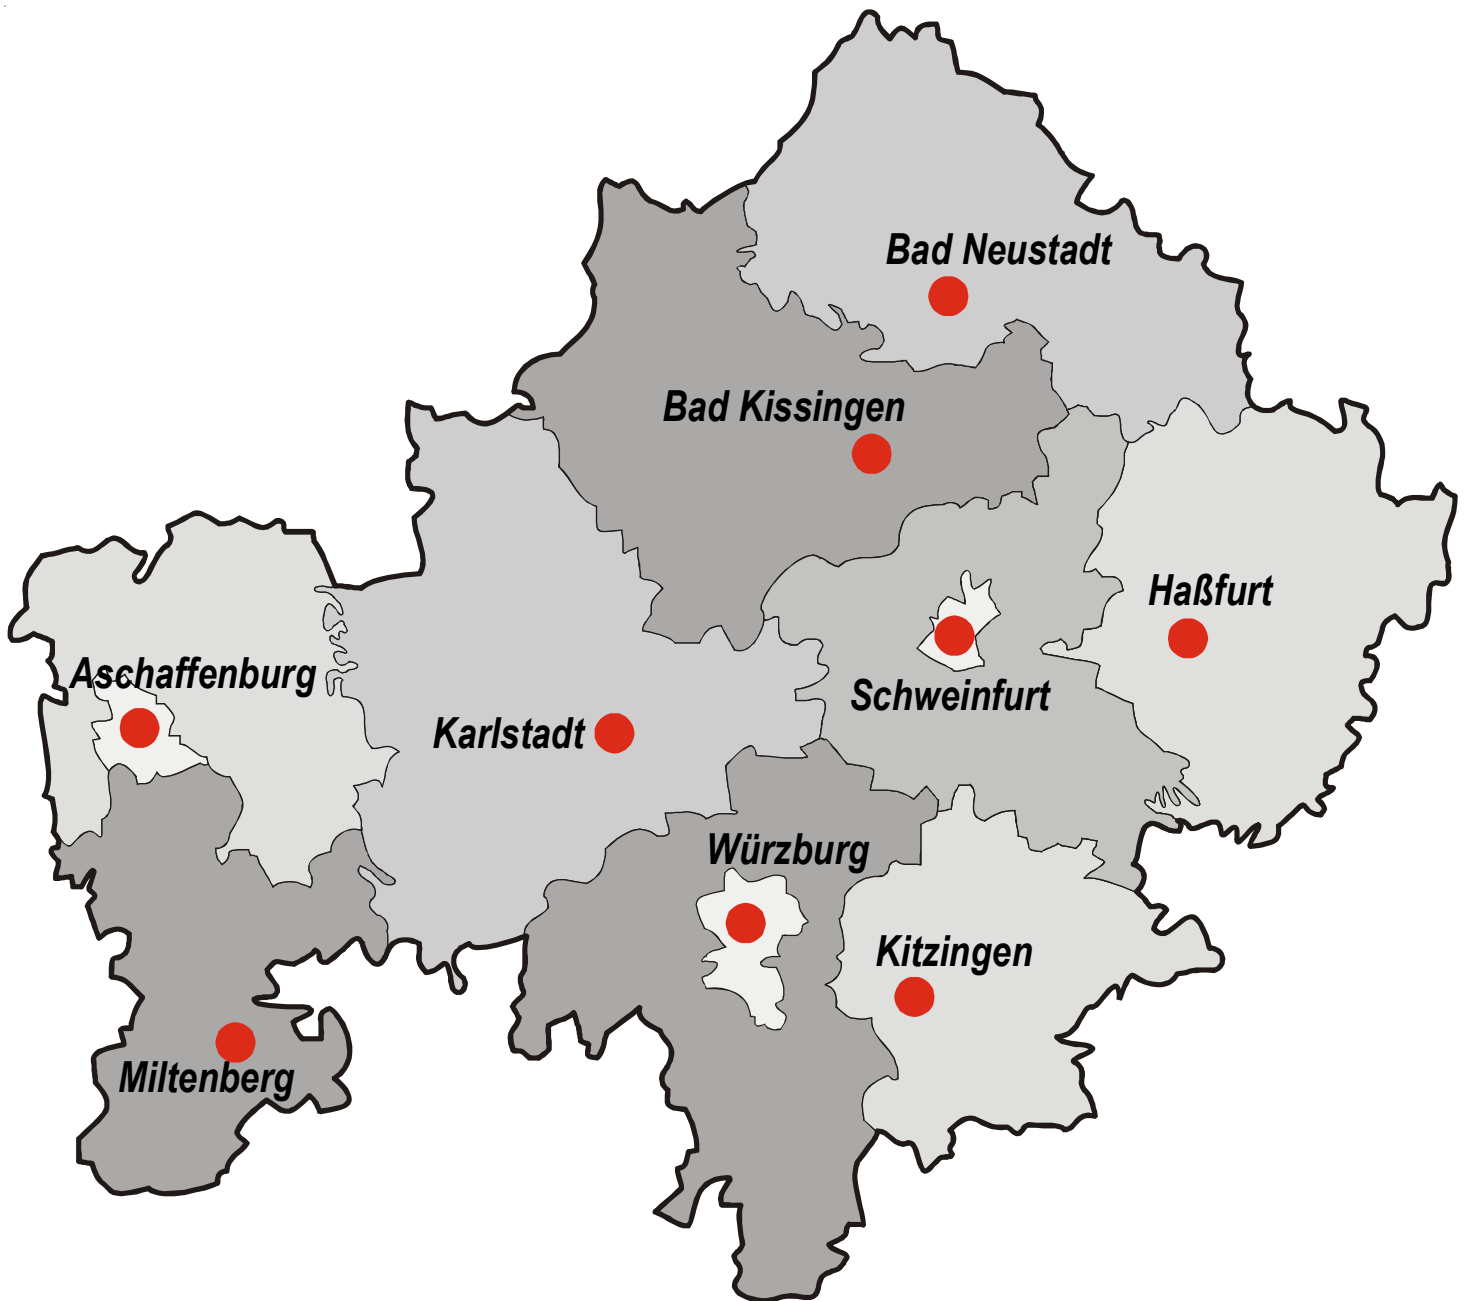 Bad Neustadt
Bad Kissingen
Haßfurt
Aschaffenburg
Schweinfurt
Karlstadt
Würzburg
Kitzingen
Miltenberg